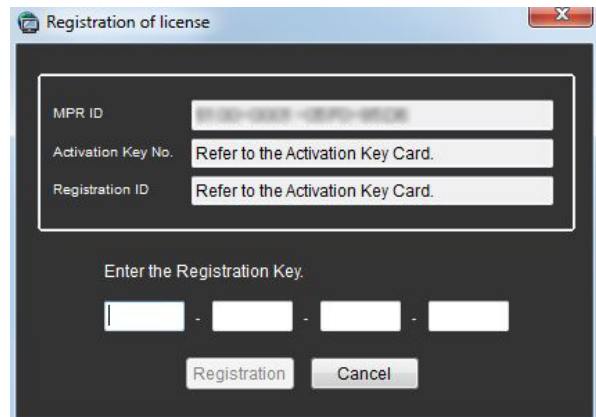 Registration of license
MPR ID
Activation Key No. Refer to the Activation Key Card.
Registration ID Refer to the Activation Key Card.
Enter the Registration Key.
- - -
Registration Cancel